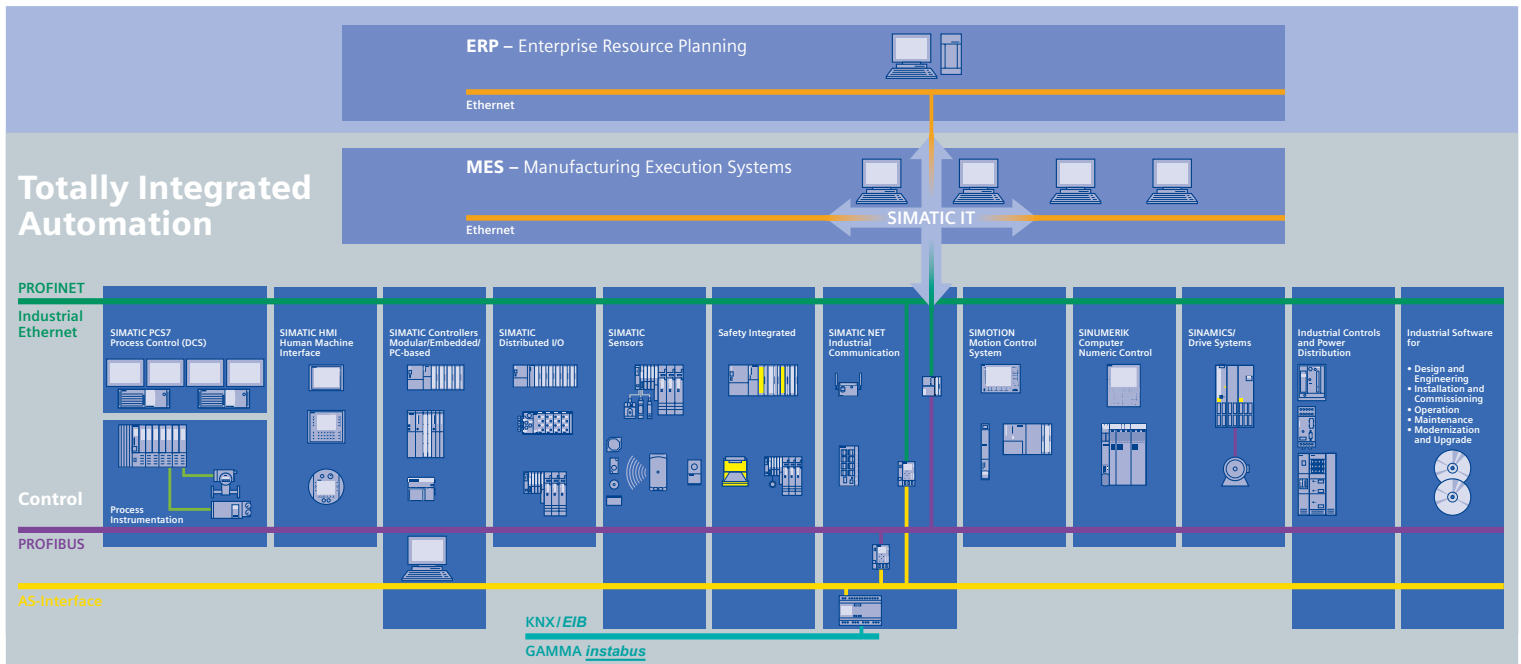 ERP – Enterprise Resource Planning
Ethernet
MES – Manufacturing Execution Systems
Totally Integrated
Automation
SIMATIC IT
Ethernet
PROFINET
Industrial
Ethernet
SIMATIC PCS7
Process Control (DCS)
SIMATIC HMI
Human Machine
Interface
SIMATIC Controllers
Modular/Embedded/
PC-based
SIMATIC
Distributed I/O
SIMATIC
Sensors
Safety Integrated
SIMATIC NET
Industrial
Communication
SIMOTION
Motion Control
System
SINUMERIK
Computer
Numeric Control
SINAMICS/
Drive Systems
Industrial Controls
and Power
Distribution
Industrial Software
for
• Design and
Engineering
• Installation and
Commissioning
• Operation
• Maintenance
• Modernization
and Upgrade
Control
Process
Instrumentation
PROFIBUS
AS-Interface
KNX/EIB
GAMMA instabus